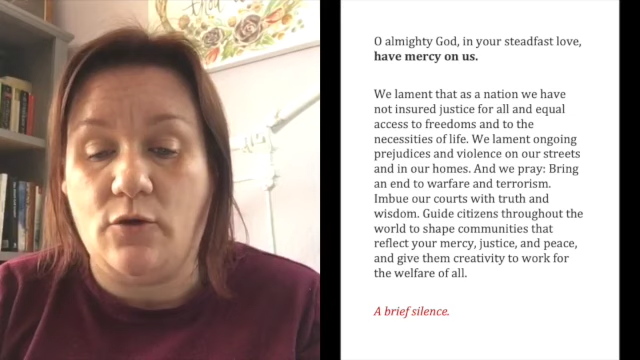 O almighty God, in your steadfast love,
have mercy on us.
We lament that as a nation we have
not insured justice for all and equal
access to freedoms and to the
necessities of life. We lament ongoing
prejudices and violence on our streets
and in our homes. And we pray: Bring
an end to warfare and terrorism.
Imbue our courts with truth and
wisdom. Guide citizens throughout the
world to shape communities that
reflect your mercy, justice, and peace,
and give them creativity to work for
the welfare of all.
A brief silence.